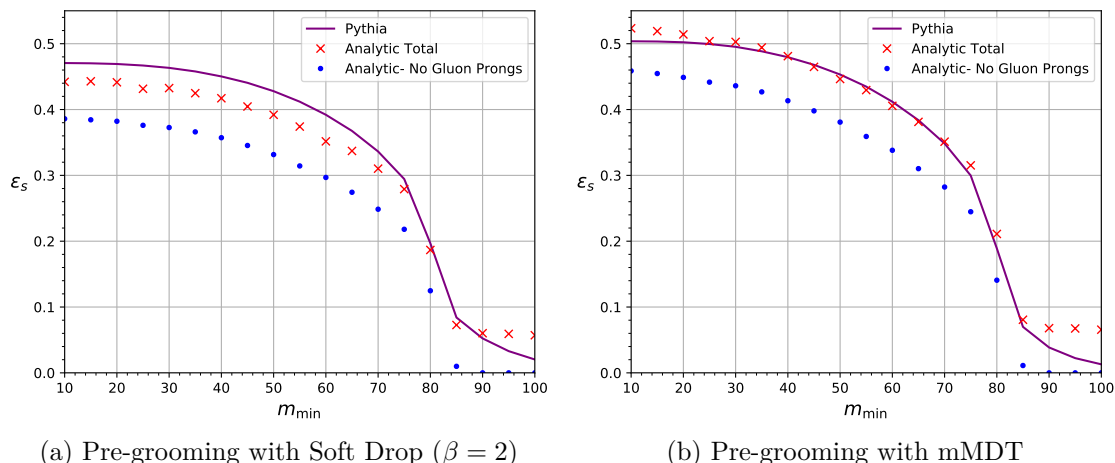 Pythia
Analytic Total
Analytic- No Gluon Prongs
0.5
0.4
0.3
0.2
0.1
0.0
ε_s
10 20 30 40 50 60 70 80 90 100
m_min
(a) Pre-grooming with Soft Drop (β = 2)
Pythia
Analytic Total
Analytic- No Gluon Prongs
0.5
0.4
0.3
0.2
0.1
0.0
ε_s
10 20 30 40 50 60 70 80 90 100
m_min
(b) Pre-grooming with mMDT